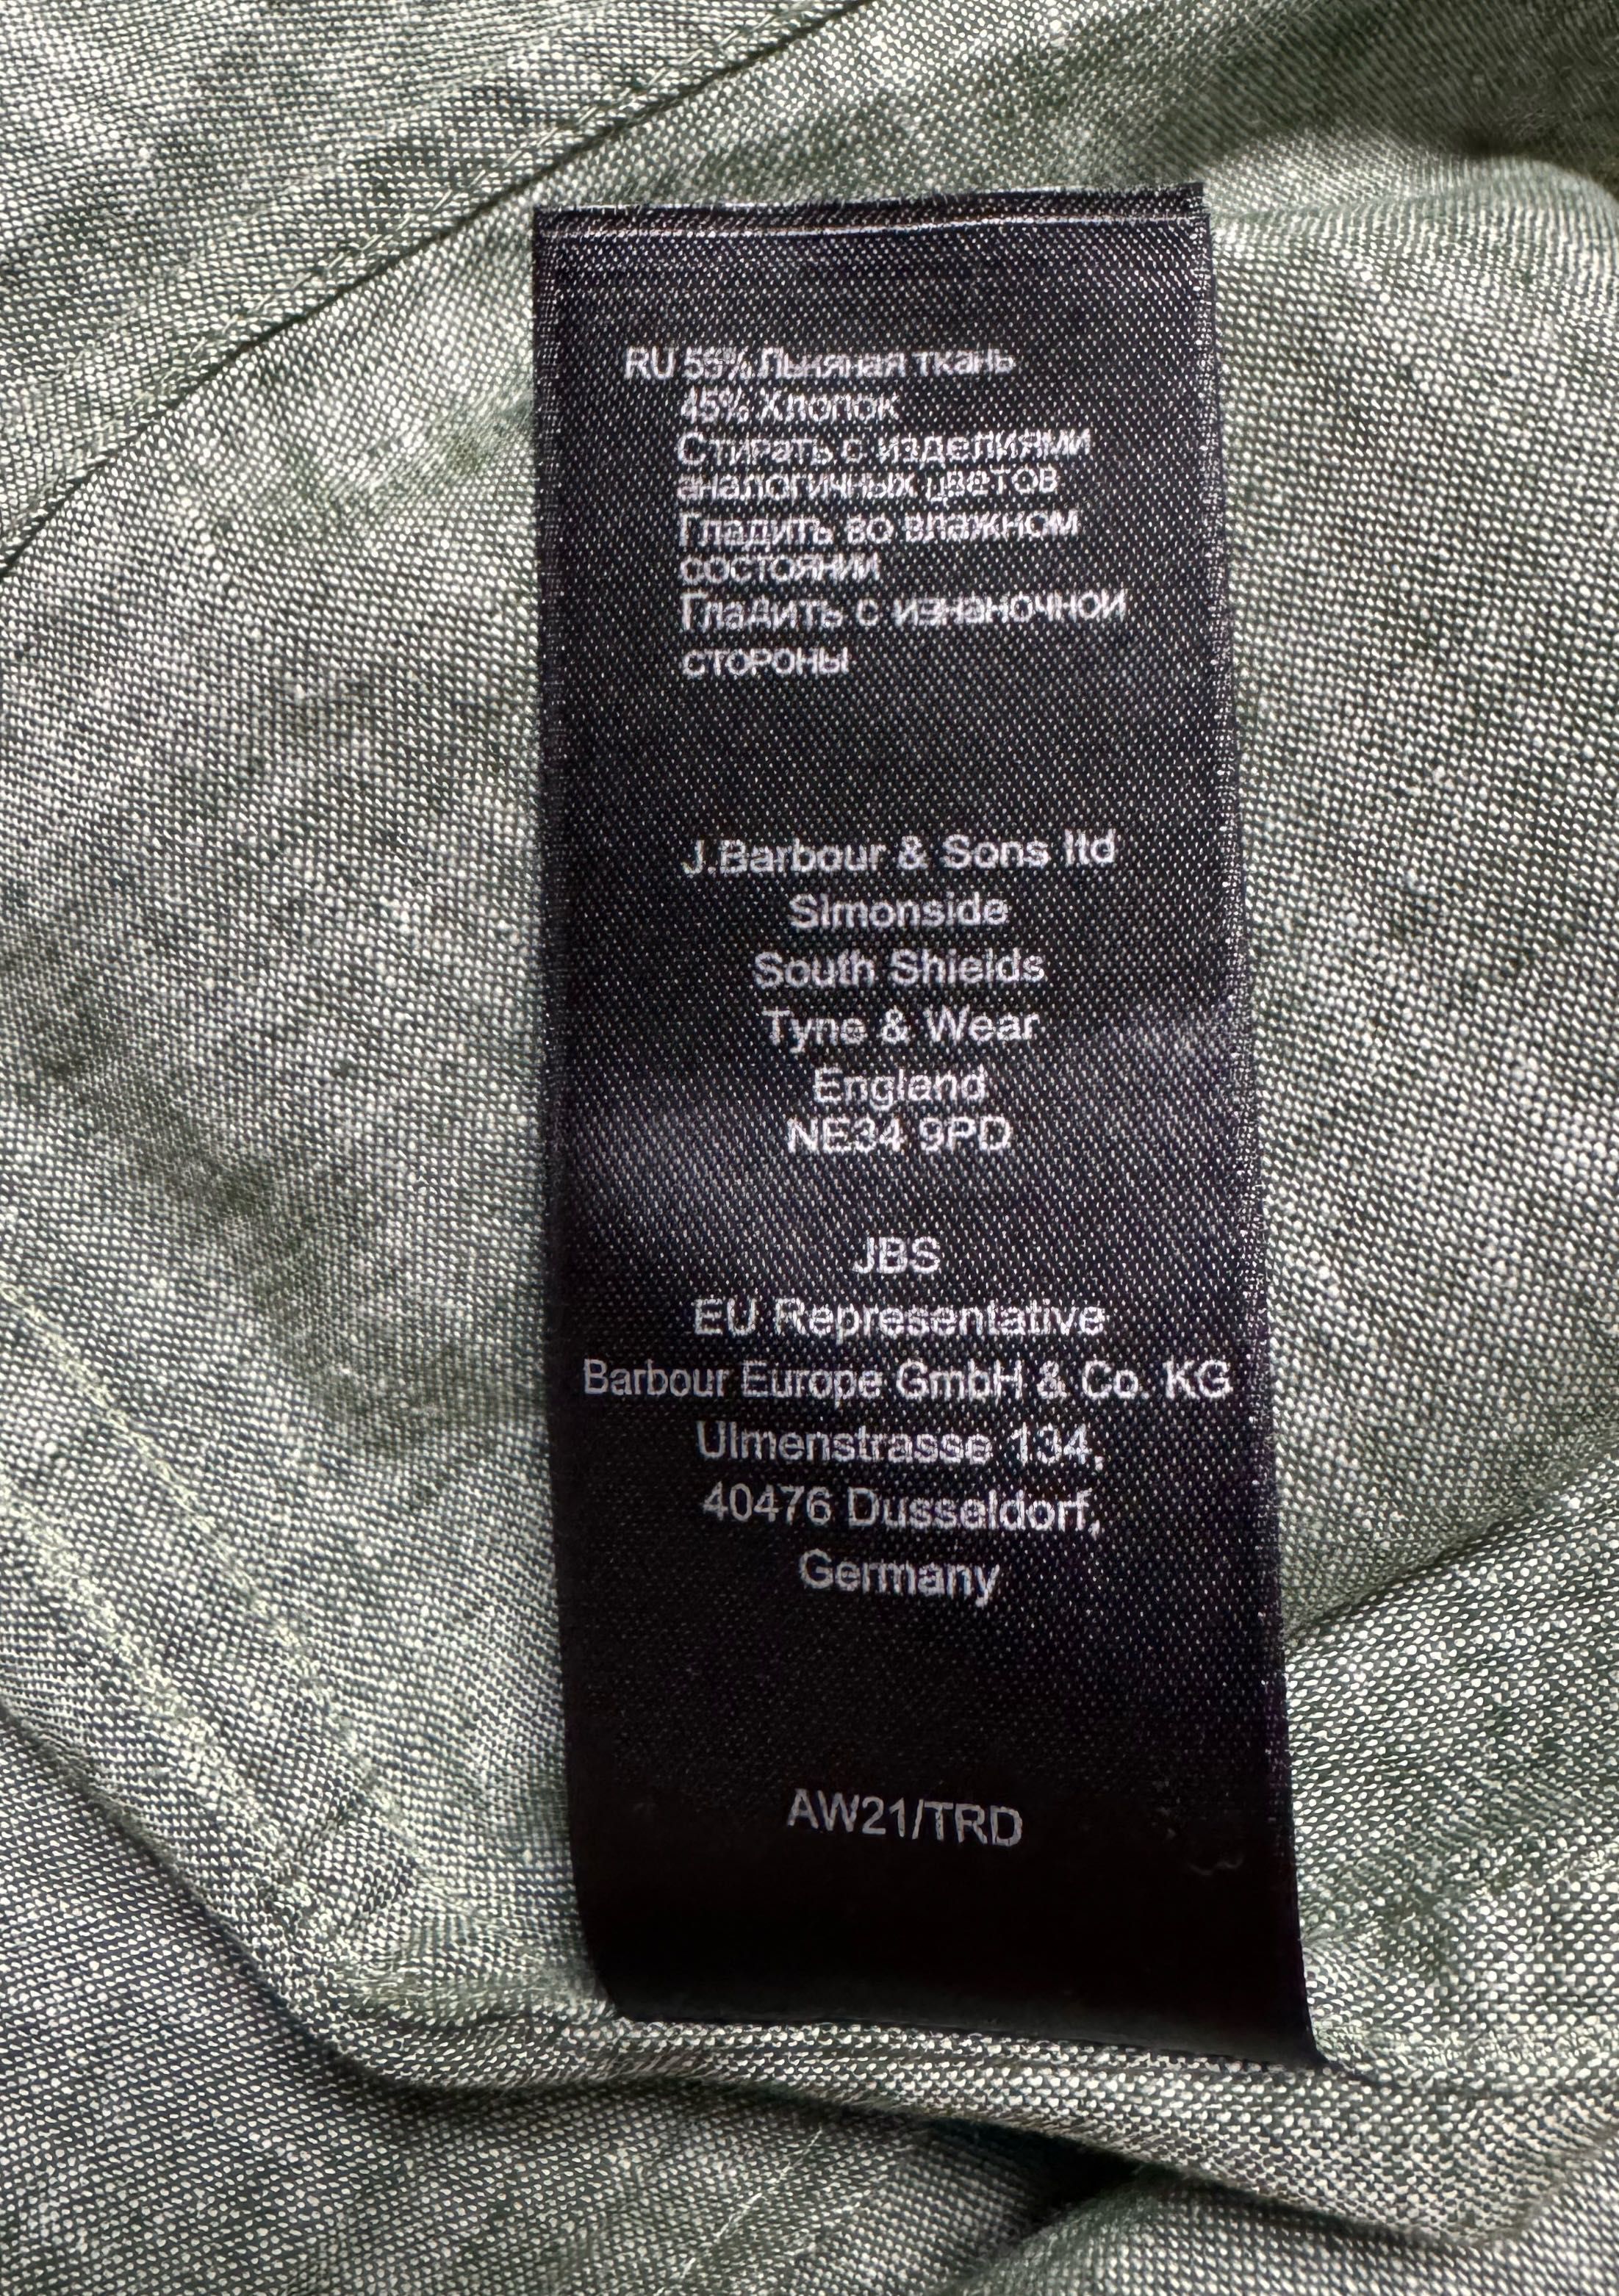 RU 55% Льняная ткань
45% Хлопок
Стирать с изделиями
аналогичных цветов
Гладить во влажном
состоянии
Гладить с изнаночной
стороны
J.Barbour & Sons ltd
Simonside
South Shields
Tyne & Wear
England
NE34 9PD
JBS
EU Representative
Barbour Europe GmbH & Co. KG
Ulmenstrasse 134,
40476 Dusseldorf,
Germany
AW21/TRD